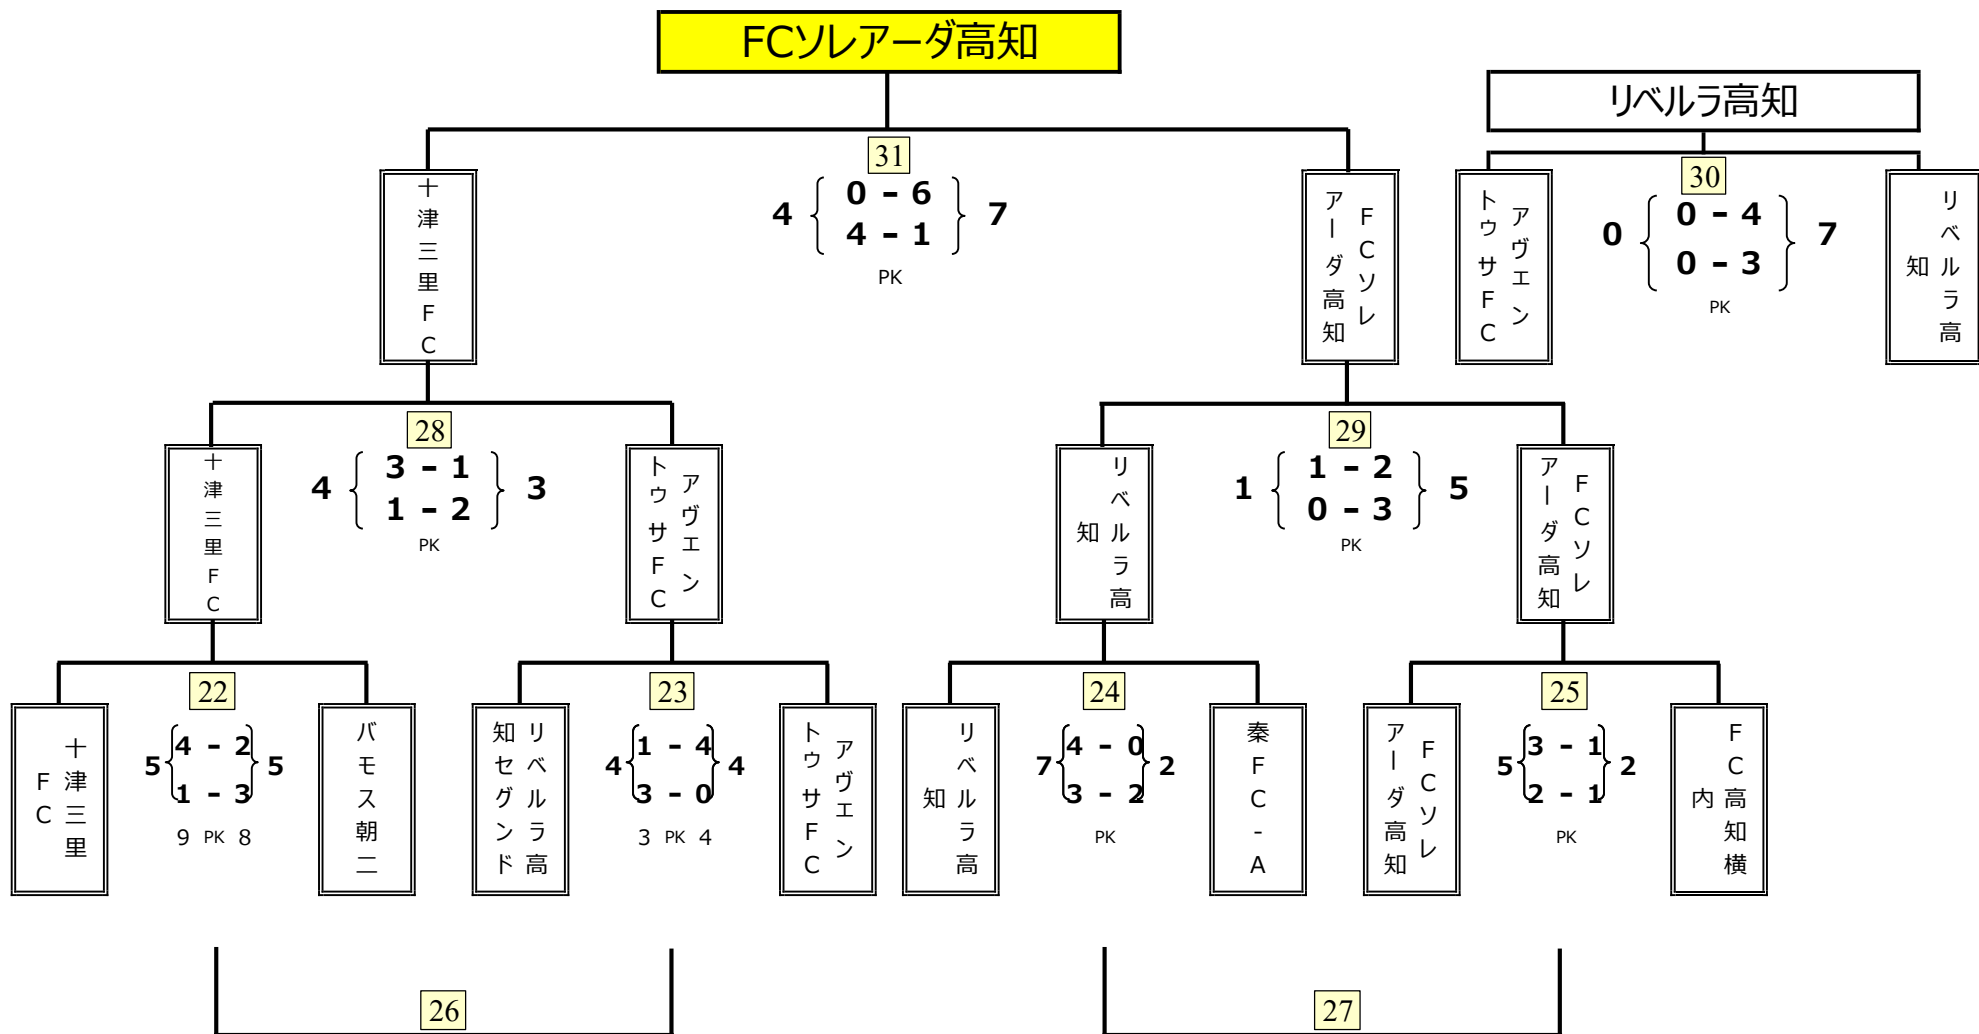 FCソレアーダ高知
リベルラ高知
31
4 0 - 6 7
4 - 1
PK
十津三里FC
FCソレ
アーダ高知
30
0 0 - 4 7
0 - 3
PK
アヴェン
トゥサFC
リベルラ高
知
28
4 3 - 1 3
1 - 2
PK
十津三里FC
アヴェン
トゥサFC
29
1 1 - 2 5
0 - 3
PK
リベルラ高
知
FCソレ
アーダ高知
22
5 4 - 2 5
1 - 3
9 PK 8
十津三里
FC
バモス朝二
23
4 1 - 4 4
3 - 0
3 PK 4
リベルラ高
知セグンド
アヴェン
トゥサFC
24
7 4 - 0 2
3 - 2
PK
リベルラ高
知
秦FC-A
25
5 3 - 1 2
2 - 1
PK
FCソレ
アーダ高知
FC高知横
内
26
27